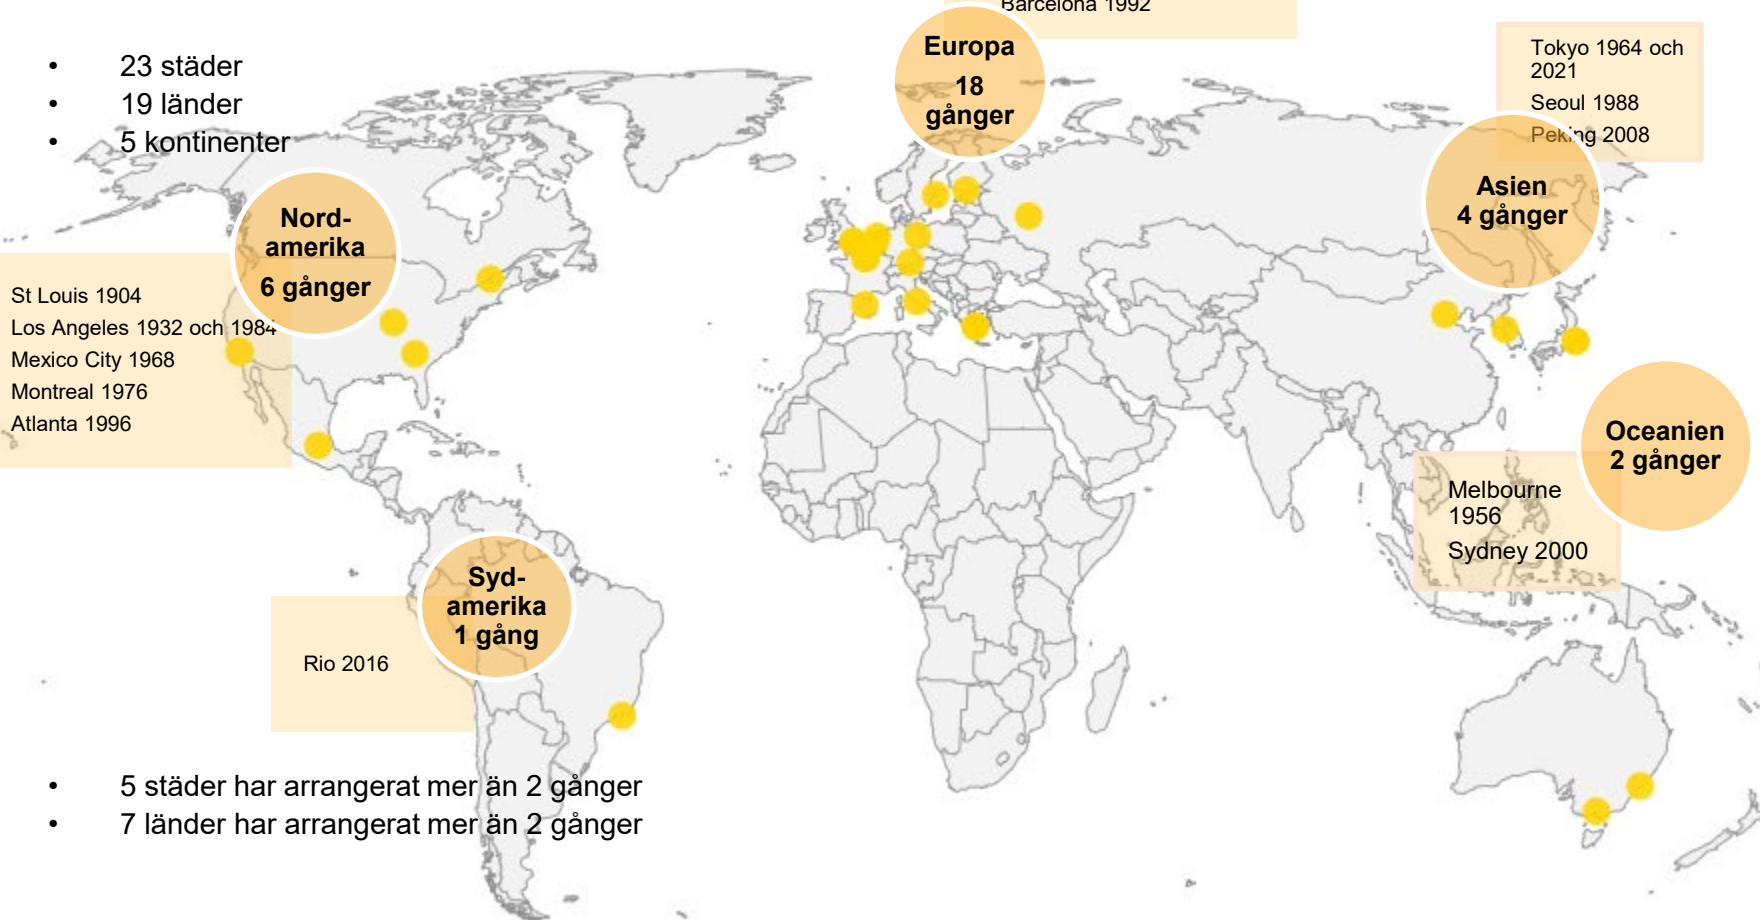 Barcelona 1992
• 23 städer
• 19 länder
• 5 kontinenter
Europa
18
gånger
Tokyo 1964 och
2021
Seoul 1988
Peking 2008
Asien
4 gånger
Nord-
amerika
6 gånger
St Louis 1904
Los Angeles 1932 och 1984
Mexico City 1968
Montreal 1976
Atlanta 1996
Oceanien
2 gånger
Melbourne
1956
Sydney 2000
Syd-
amerika
1 gång
Rio 2016
• 5 städer har arrangerat mer än 2 gånger
• 7 länder har arrangerat mer än 2 gånger